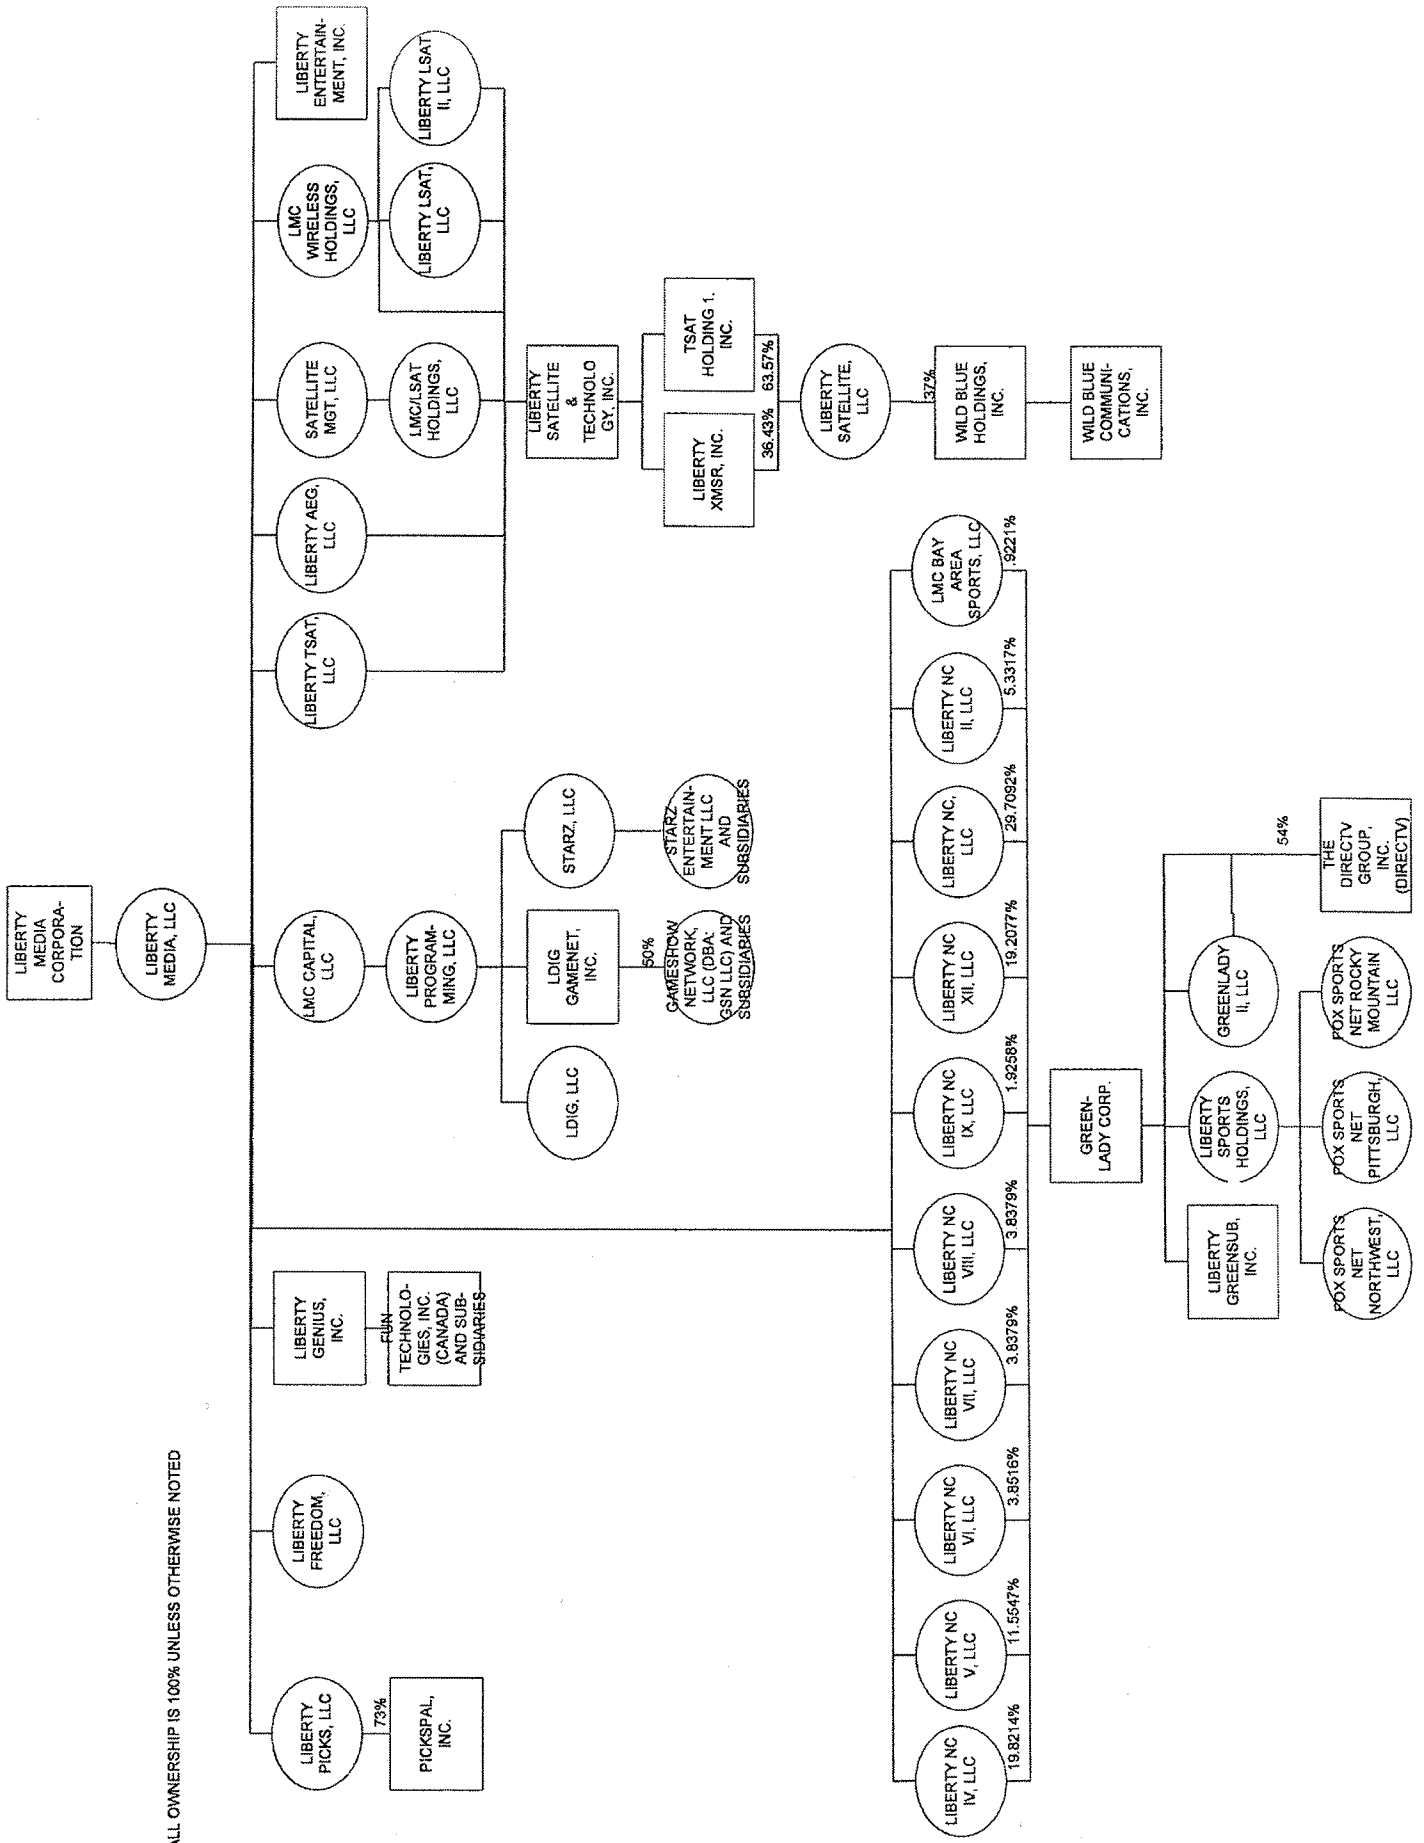 ALL OWNERSHIP IS 100% UNLESS OTHERWISE NOTED
LIBERTY
MEDIA
CORPORA-
TION
LIBERTY
MEDIA, LLC
LIBERTY
PICKS, LLC
73%
PICKSPAL,
INC.
LIBERTY
FREEDOM,
LLC
LIBERTY
GENIUS,
INC.
FUN
TECHNOLO-
GIES, INC.
(CANADA)
AND SUB-
SIDIARIES
LMC CAPITAL,
LLC
LIBERTY
PROGRAM-
MING, LLC
LDIG, LLC
LDIG
GAMENET,
INC.
50%
GAMESHOW
NETWORK,
LLC (DBA:
GSN LLC) AND
SUBSIDIARIES
STARZ, LLC
STARZ
ENTERTAIN-
MENT LLC
AND
SUBSIDIARIES
LIBERTY TSAT,
LLC
LIBERTY AEG,
LLC
SATELLITE
MGT, LLC
LMC/LSAT
HOLDINGS,
LLC
LMC
WIRELESS
HOLDINGS,
LLC
LIBERTY LSAT,
LLC
LIBERTY LSAT
II, LLC
LIBERTY
ENTERTAIN-
MENT, INC.
LIBERTY
SATELLITE
&
TECHNOLO
GY, INC.
LIBERTY
XMSR, INC.
36.43%
TSAT
HOLDING 1.
INC.
63.57%
LIBERTY
SATELLITE,
LLC
37%
WILD BLUE
HOLDINGS,
INC.
WILD BLUE
COMMUNI-
CATIONS,
INC.
LIBERTY NC
IV, LLC
19.8214%
LIBERTY NC
V, LLC
11.5547%
LIBERTY NC
VI, LLC
3.8516%
LIBERTY NC
VII, LLC
3.8379%
LIBERTY NC
VIII, LLC
3.8379%
LIBERTY NC
IX, LLC
1.9258%
LIBERTY NC
XII, LLC
19.2077%
LIBERTY NC,
LLC
29.7092%
LIBERTY NC
II, LLC
5.3317%
LMC BAY
AREA
SPORTS, LLC
.9221%
GREEN-
LADY CORP.
LIBERTY
GREENSUB,
INC.
LIBERTY
SPORTS
HOLDINGS,
LLC
GREENLADY
II, LLC
54%
FOX SPORTS
NET
NORTHWEST,
LLC
FOX SPORTS
NET
PITTSBURGH,
LLC
FOX SPORTS
NET ROCKY
MOUNTAIN
LLC
THE
DIRECTV
GROUP,
INC.
(DIRECTV)